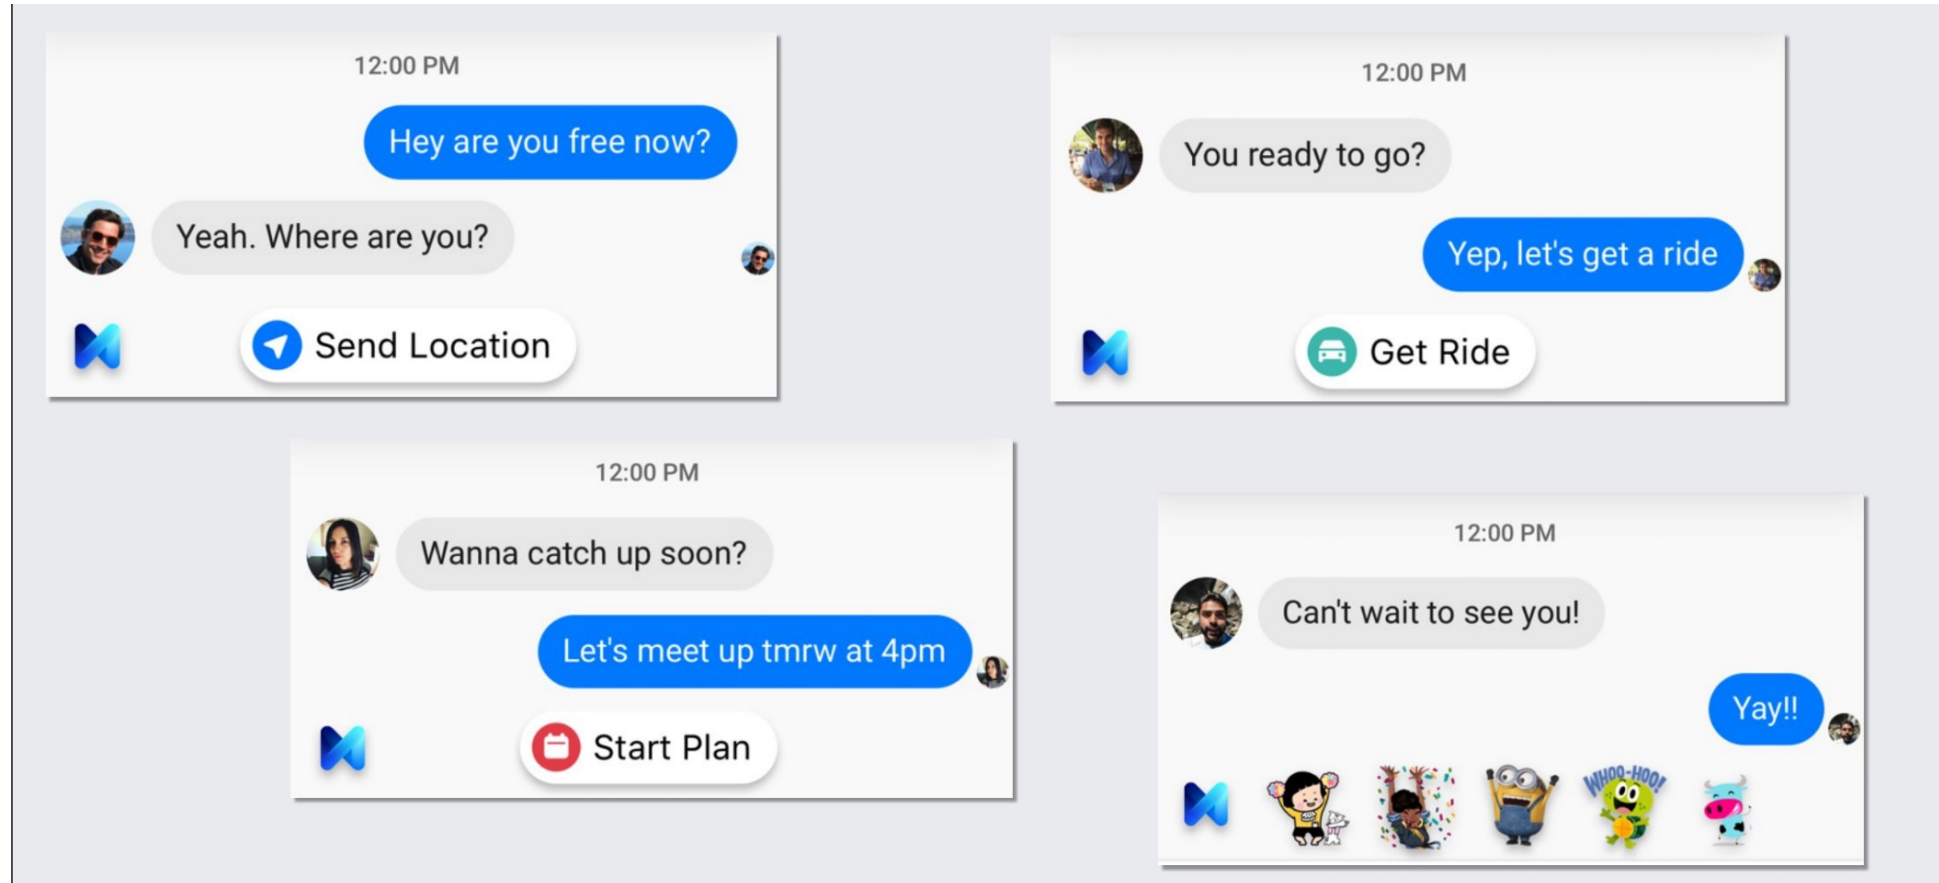 12:00 PM
Hey are you free now?
Yeah. Where are you?
Send Location
12:00 PM
You ready to go?
Yep, let's get a ride
Get Ride
12:00 PM
Wanna catch up soon?
Let's meet up tmrw at 4pm
Start Plan
12:00 PM
Can't wait to see you!
Yay!!
WHOO-HOO!